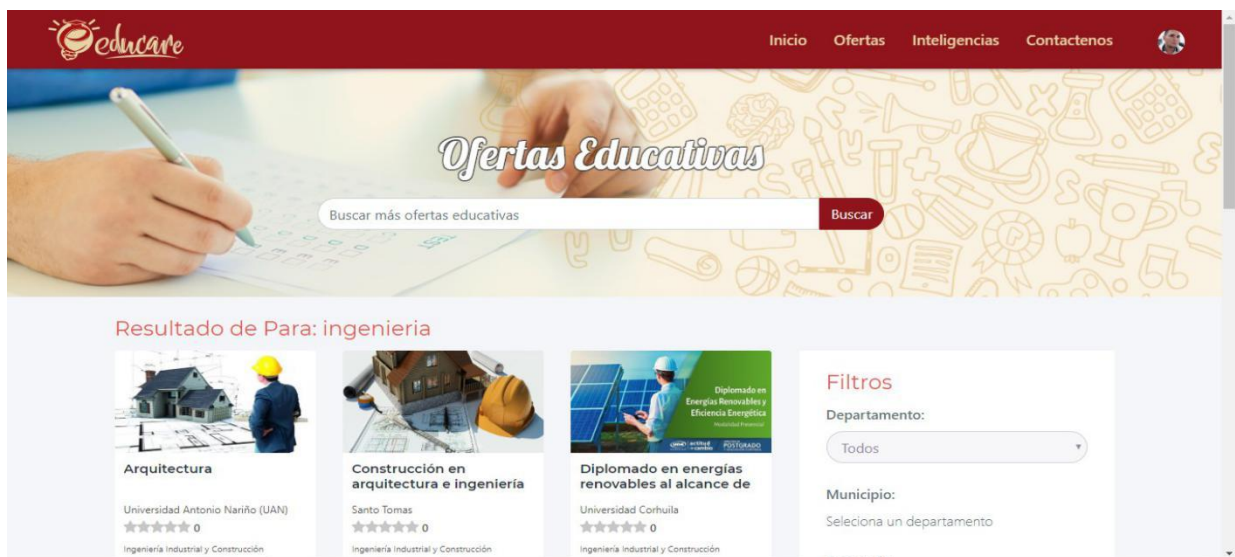 educare
Inicio Ofertas Inteligencias Contactenos
Ofertas Educativas
Buscar más ofertas educativas
Buscar
TEST
Resultado de Para: ingenieria
Arquitectura
Universidad Antonio Nariño (UAN)
0
Ingeniería Industrial y Construcción
Construcción en
arquitectura e ingeniería
Santo Tomas
0
Ingeniería Industrial y Construcción
Diplomado en
Energías Renovables y
Eficiencia Energética
Modalidad Presencial
POSTGRADO
Diplomado en energías
renovables al alcance de
Universidad Corhuila
0
Ingeniería Industrial y Construcción
Filtros
Departamento:
Todos
Municipio:
Seleciona un departamento